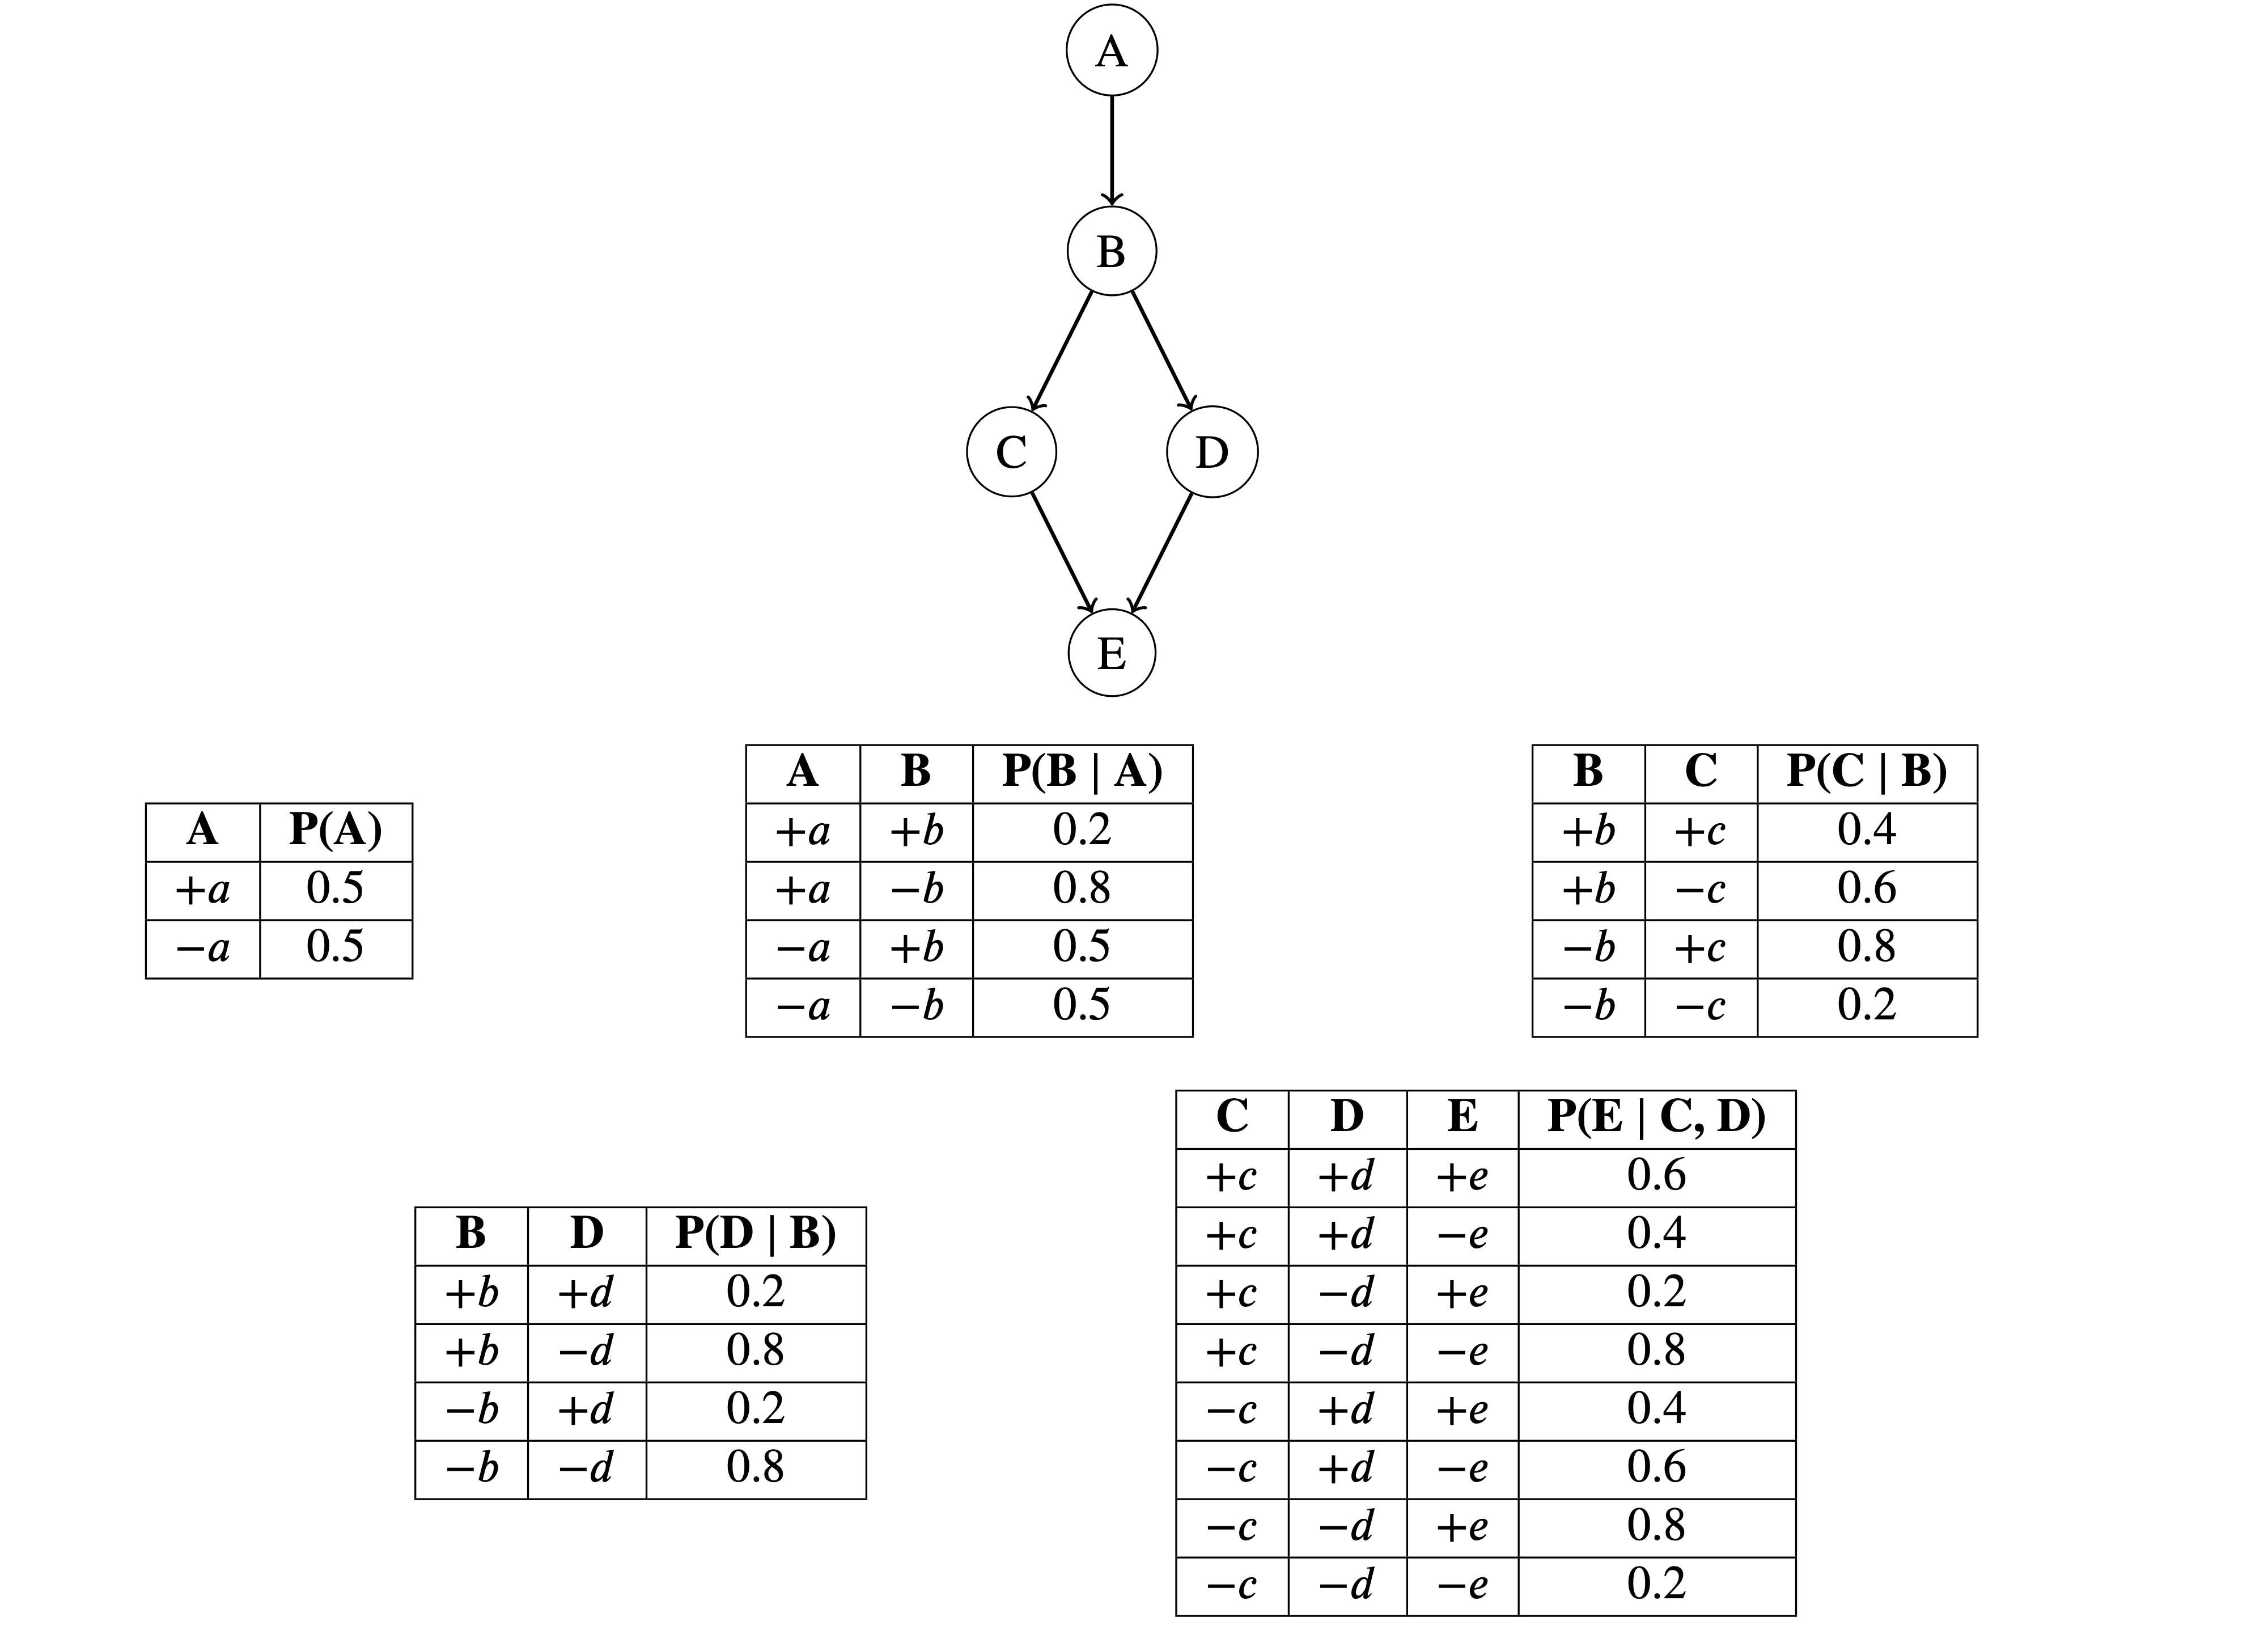 A
B
C D
E
A P(A)
+a 0.5
−a 0.5
A B P(B | A)
+a +b 0.2
+a −b 0.8
−a +b 0.5
−a −b 0.5
B C P(C | B)
+b +c 0.4
+b −c 0.6
−b +c 0.8
−b −c 0.2
B D P(D | B)
+b +d 0.2
+b −d 0.8
−b +d 0.2
−b −d 0.8
C D E P(E | C, D)
+c +d +e 0.6
+c +d −e 0.4
+c −d +e 0.2
+c −d −e 0.8
−c +d +e 0.4
−c +d −e 0.6
−c −d +e 0.8
−c −d −e 0.2